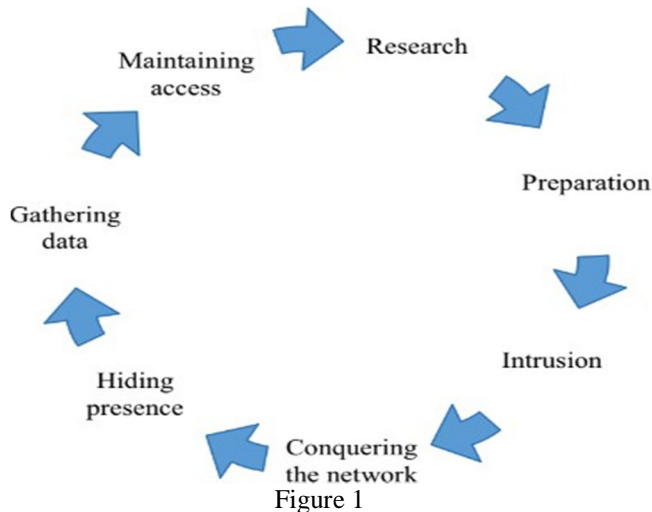 Research
Preparation
Intrusion
Conquering
the network
Hiding
presence
Gathering
data
Maintaining
access
Figure 1